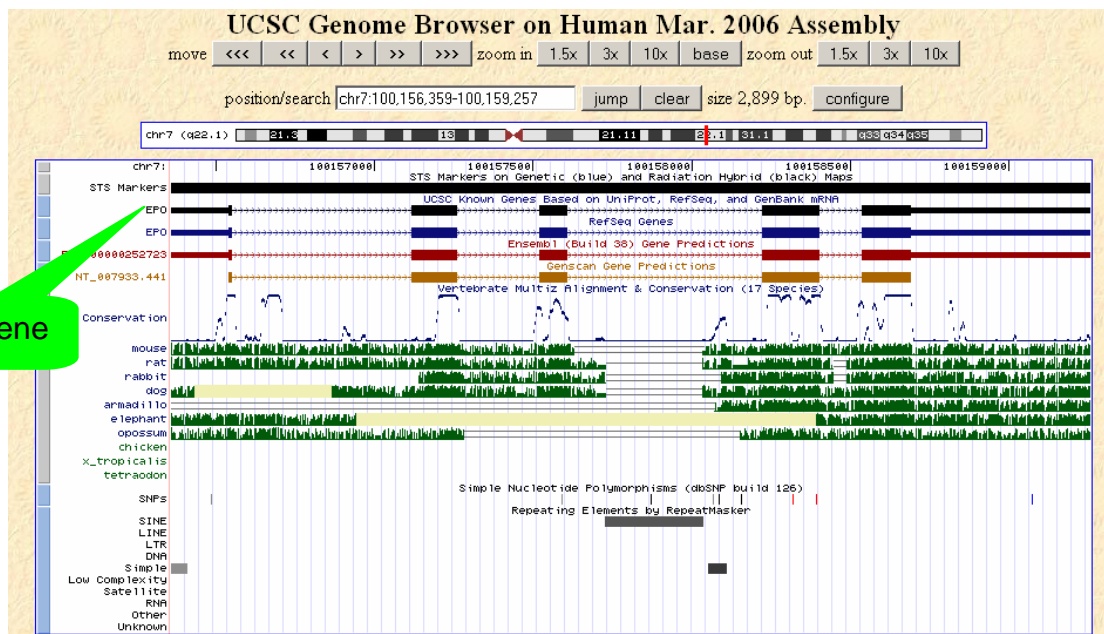 UCSC Genome Browser on Human Mar. 2006 Assembly
move <<< << < > >> >>> zoom in 1.5x 3x 10x base zoom out 1.5x 3x 10x
position/search chr7:100,156,359-100,159,257 jump clear size 2,899 bp. configure
chr7 (q22.1) 21.3 13 21.11 22.1 31.1 q33 q34 q35
chr7: 100157000 100157500 100158000 100158500 100159000
STS Markers on Genetic (blue) and Radiation Hybrid (black) Maps
STS Markers
UCSC Known Genes Based on UniProt, RefSeq, and GenBank mRNA
EPO
RefSeq Genes
EPO
Ensembl (Build 38) Gene Predictions
00000252723
Genscan Gene Predictions
NT_007933.441
Vertebrate Multiz Alignment & Conservation (17 Species)
ene
Conservation
mouse
rat
rabbit
dog
armadillo
elephant
opossum
chicken
x_tropicalis
tetraodon
Simple Nucleotide Polymorphisms (dbSNP build 126)
SNPs
Repeating Elements by RepeatMasker
SINE
LINE
LTR
DNA
Simple
Low Complexity
Satellite
RNA
Other
Unknown